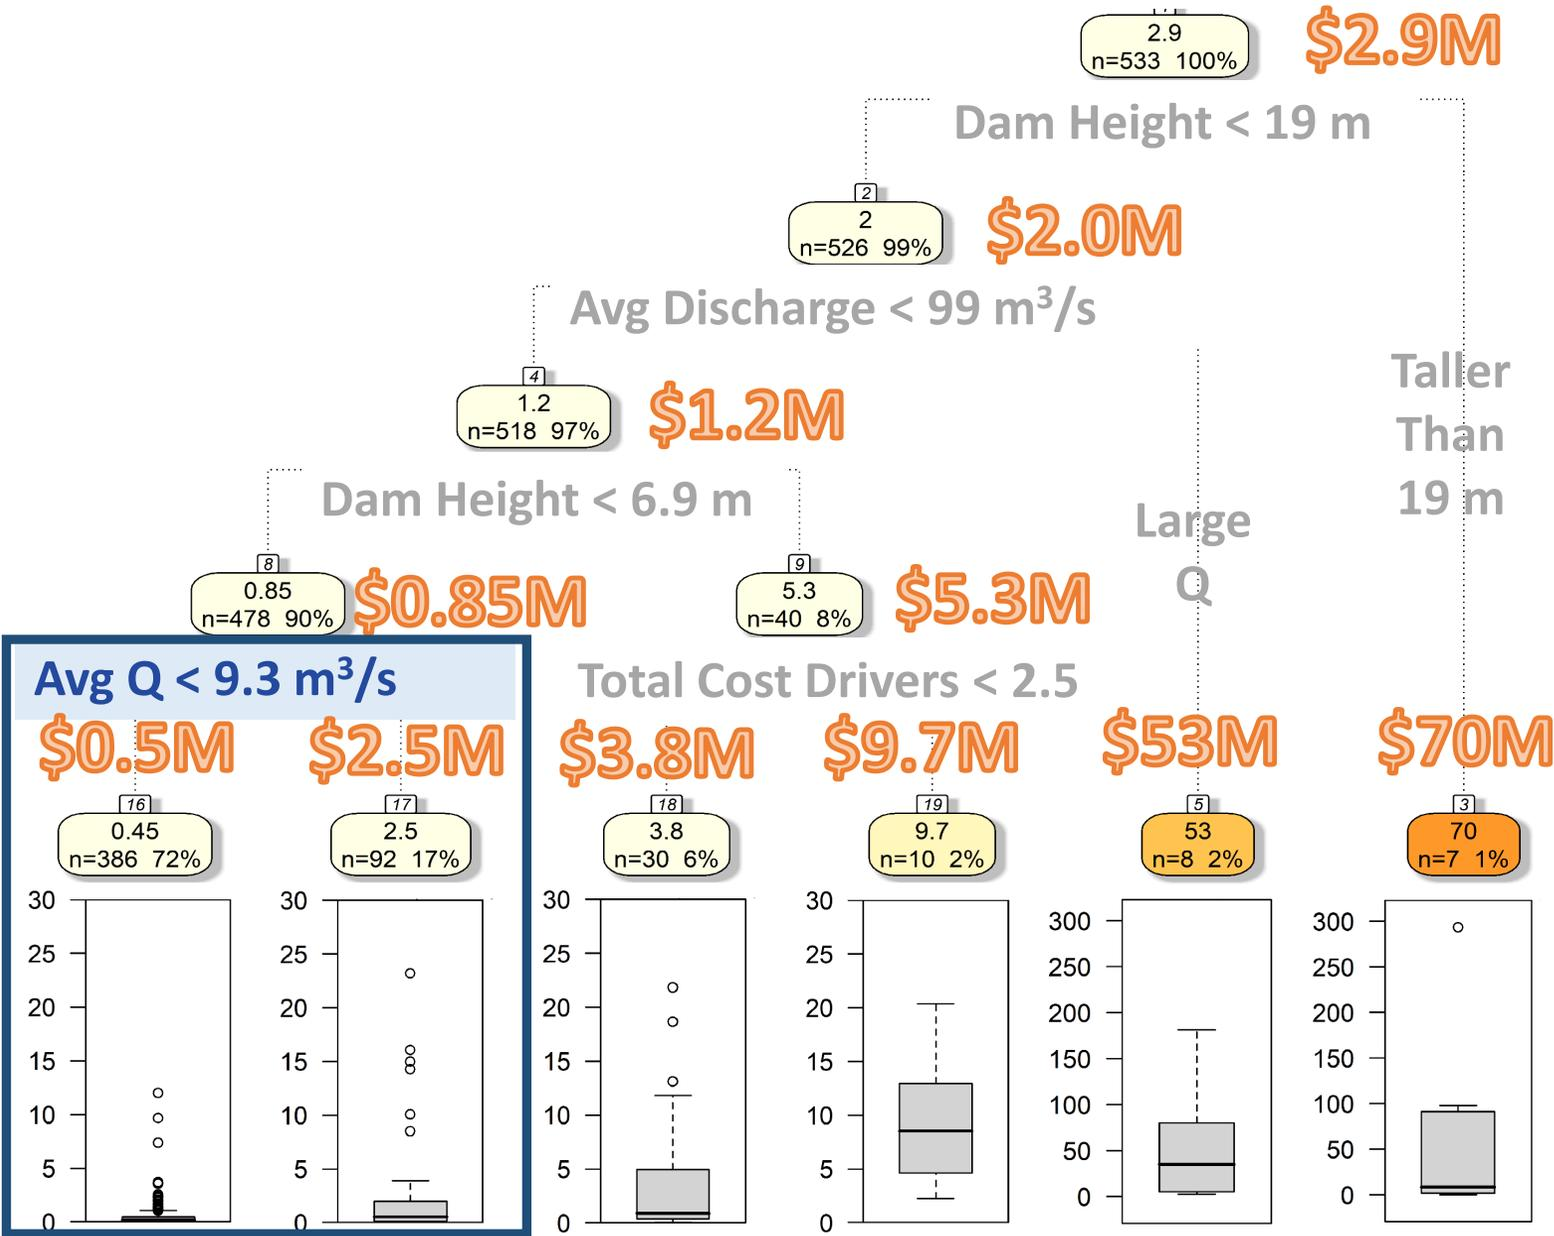 1
2.9
n=533 100%
$2.9M
Dam Height < 19 m
2
2
n=526 99%
$2.0M
Avg Discharge < 99 m³/s
4
1.2
n=518 97%
$1.2M
Taller
Than
19 m
Dam Height < 6.9 m
Large
Q
8
0.85
n=478 90%
$0.85M
9
5.3
n=40 8%
$5.3M
Avg Q < 9.3 m³/s
Total Cost Drivers < 2.5
$0.5M
$2.5M
$3.8M
$9.7M
$53M
$70M
16
0.45
n=386 72%
17
2.5
n=92 17%
18
3.8
n=30 6%
19
9.7
n=10 2%
5
53
n=8 2%
3
70
n=7 1%
30
25
20
15
10
5
0
30
25
20
15
10
5
0
30
25
20
15
10
5
0
30
25
20
15
10
5
0
300
250
200
150
100
50
0
300
250
200
150
100
50
0